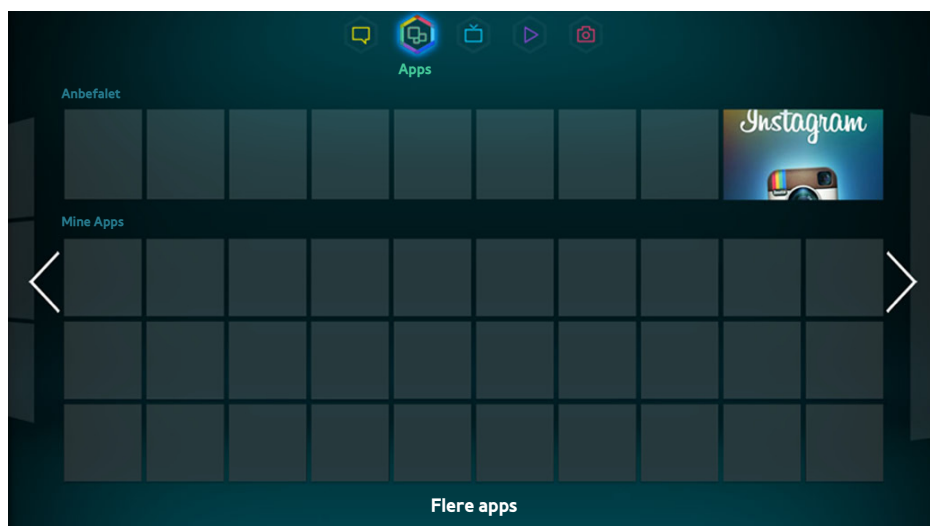 Apps
Anbefalet
Instagram
Mine Apps
Flere apps